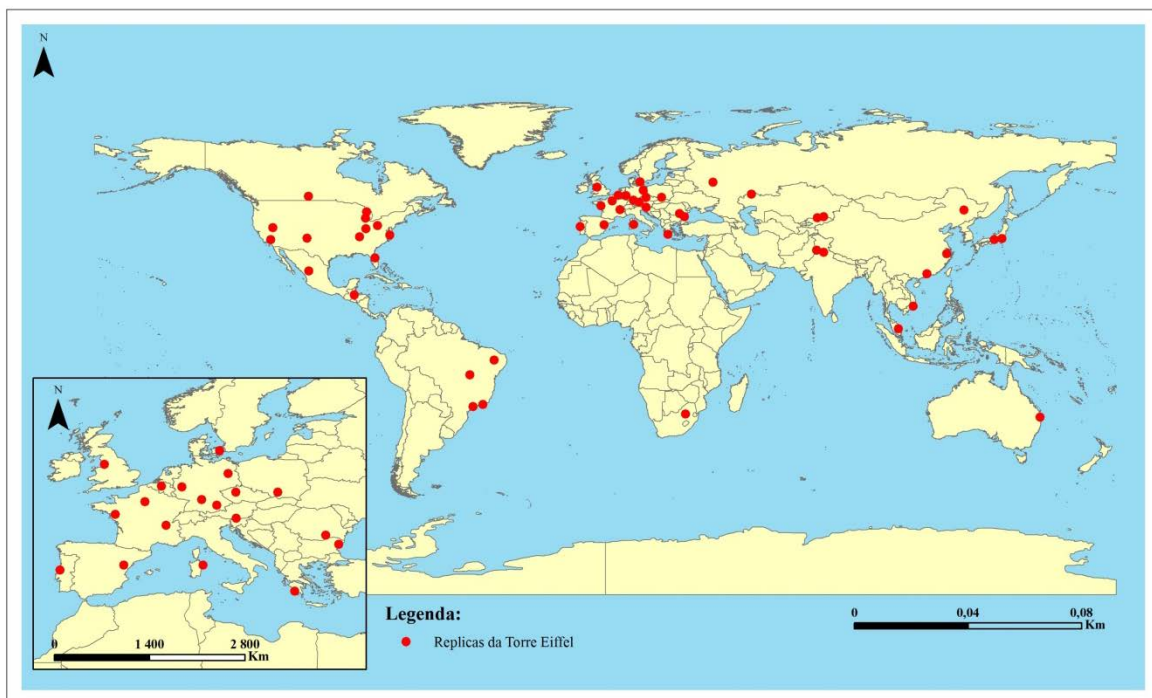 N
N
0 1 400 2 800
Km
Legenda:
Replicas da Torre Eiffel
0 0,04 0,08
Km